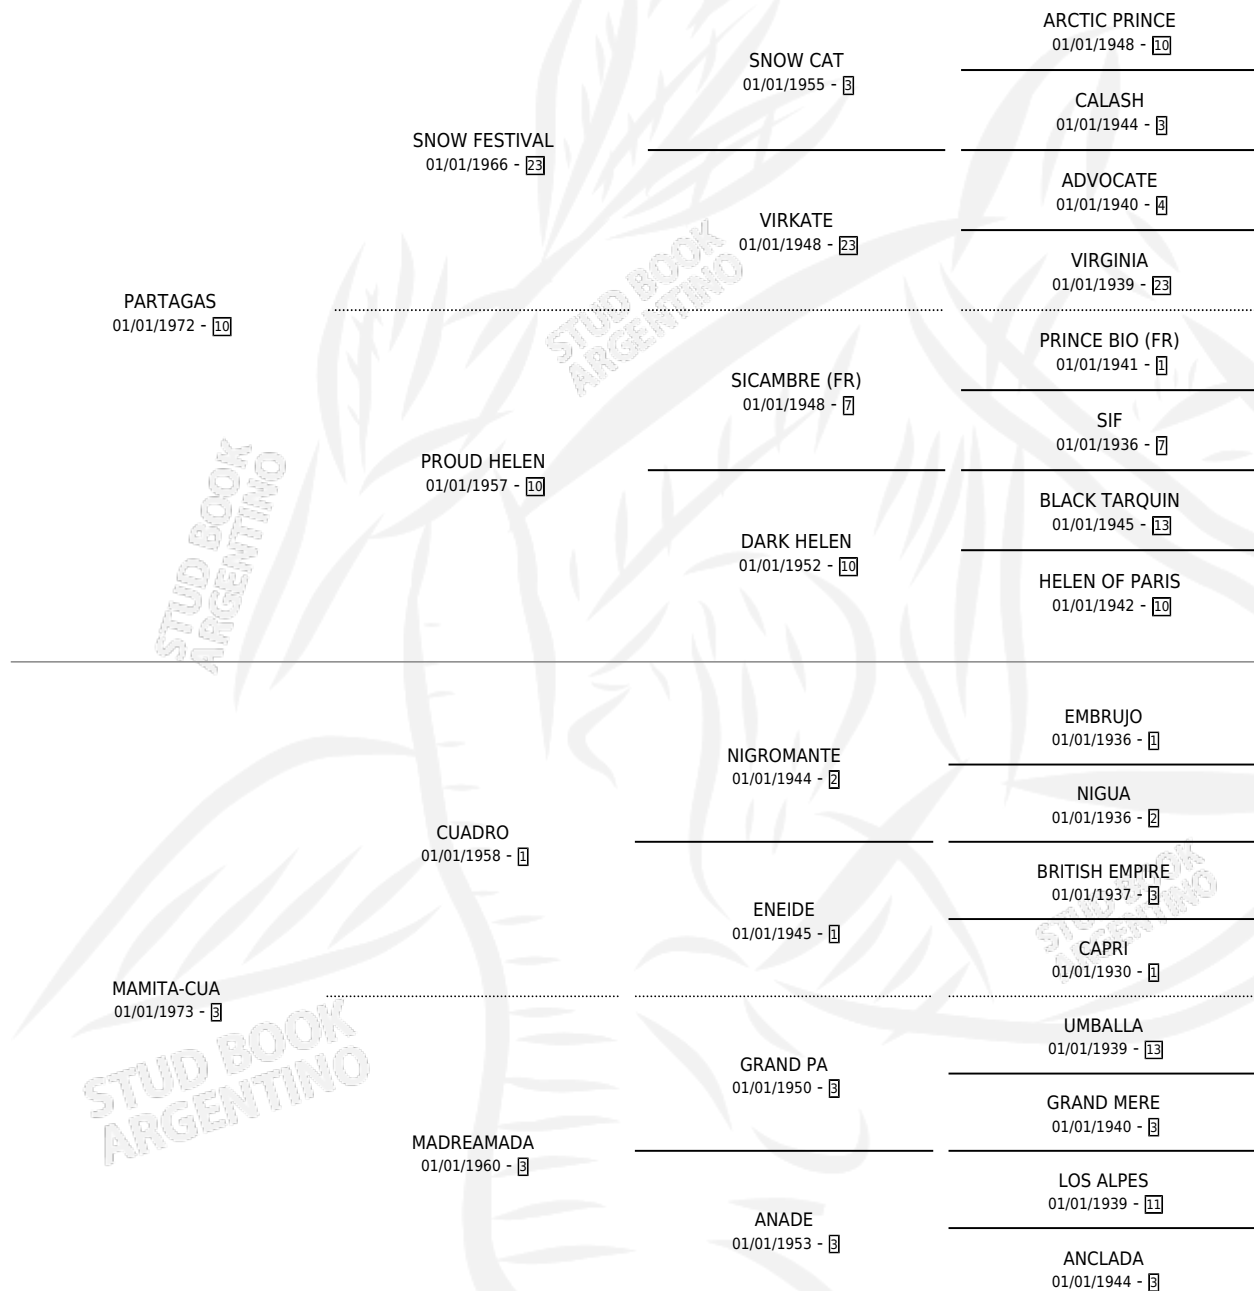 ARCTIC PRINCE
01/01/1948 - 10
SNOW CAT
01/01/1955 - 3
CALASH
01/01/1944 - 3
SNOW FESTIVAL
01/01/1966 - 23
ADVOCATE
01/01/1940 - 4
VIRKATE
01/01/1948 - 23
VIRGINIA
01/01/1939 - 23
PARTAGAS
01/01/1972 - 10
STUD BOOK
ARGENTINO
PRINCE BIO (FR)
01/01/1941 - 1
SICAMBRE (FR)
01/01/1948 - 7
SIF
01/01/1936 - 7
PROUD HELEN
01/01/1957 - 10
BLACK TARQUIN
01/01/1945 - 13
DARK HELEN
01/01/1952 - 10
HELEN OF PARIS
01/01/1942 - 10
STUD BOOK
ARGENTINO
EMBRUJO
01/01/1936 - 1
NIGROMANTE
01/01/1944 - 2
NIGUA
01/01/1936 - 2
CUADRO
01/01/1958 - 1
BRITISH EMPIRE
01/01/1937 - 3
ENEIDE
01/01/1945 - 1
STUD BOOK
ARGENTINO
CAPRI
01/01/1930 - 1
MAMITA-CUA
01/01/1973 - 3
UMBALLA
01/01/1939 - 13
STUD BOOK
ARGENTINO
GRAND PA
01/01/1950 - 3
GRAND MERE
01/01/1940 - 3
MADREAMADA
01/01/1960 - 3
LOS ALPES
01/01/1939 - 11
ANADE
01/01/1953 - 3
ANCLADA
01/01/1944 - 3